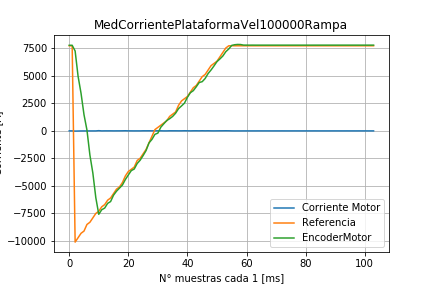 MedCorrientePlataformaVel100000Rampa
7500
5000
2500
0
−2500
−5000
−7500
−10000
Corriente Motor
Referencia
EncoderMotor
0 20 40 60 80 100
N° muestras cada 1 [ms]